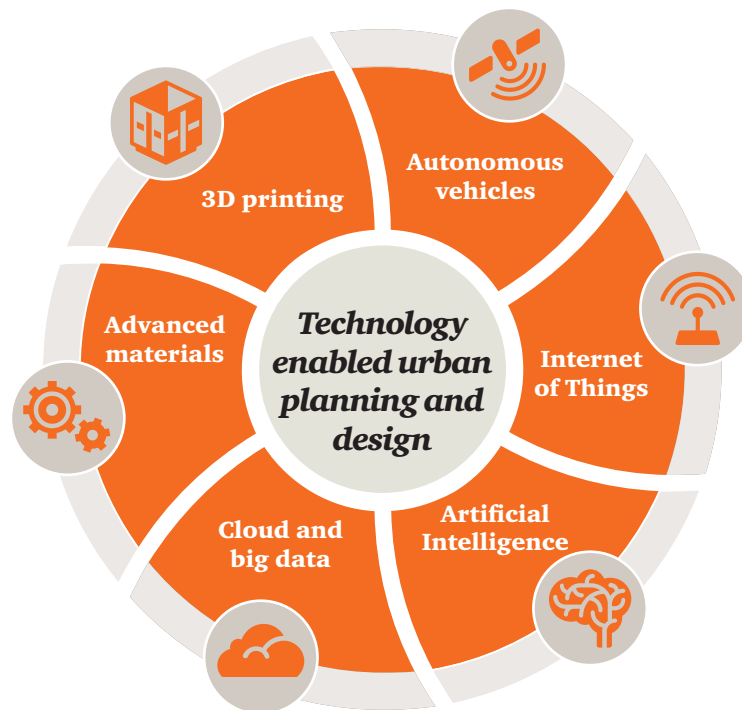 3D printing
Autonomous
vehicles
Advanced
materials
Technology
enabled urban
planning and
design
Internet
of Things
Cloud and
big data
Artificial
Intelligence